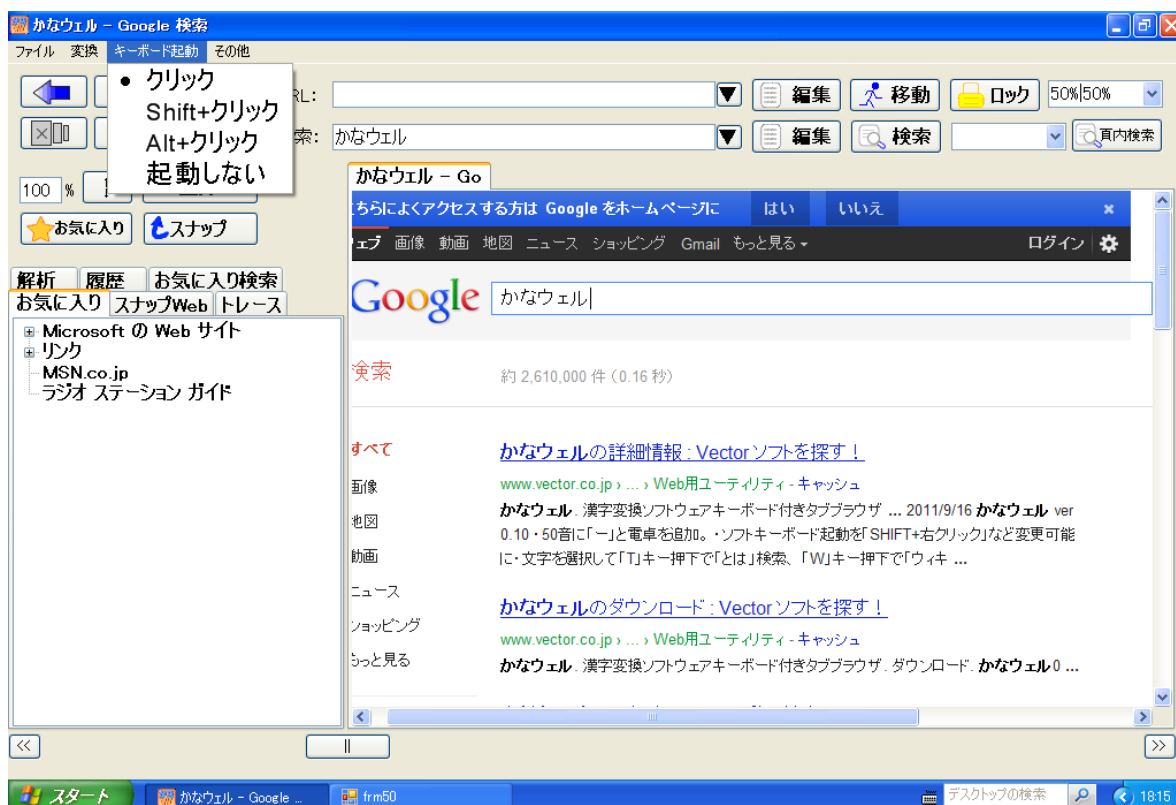 かなウェル - Google 検索
ファイル 変換 キーボード起動 その他
● クリック
Shift+クリック
Alt+クリック
起動しない
RL:
編集 移動 ロック 50%|50%
索: かなウェル 編集 検索 頁内検索
100 %
お気に入り スナップ
解析 履歴 お気に入り検索
お気に入り スナップWeb トレース
Microsoft の Web サイト
リンク
MSN.co.jp
ラジオ ステーション ガイド
かなウェル - Go
ちらによくアクセスする方は Google をホームページに はい いいえ ×
ウェブ 画像 動画 地図 ニュース ショッピング Gmail もっと見る ログイン
Google かなウェル
検索 約 2,610,000 件 (0.16 秒)
すべて
画像
地図
動画
ニュース
ショッピング
もっと見る
かなウェルの詳細情報 : Vector ソフトを探す!
www.vector.co.jp › ... › Web用ユーティリティ - キャッシュ
かなウェル. 漢字変換ソフトウェアキーボード付きタブブラウザ ... 2011/9/16 かなウェル ver
0.10・50音に「ー」と電卓を追加。・ソフトキーボード起動を「SHIFT+右クリック」など変更可能
に・文字を選択して「T」キー押下で「とは」検索、「W」キー押下で「ウィキ ...
かなウェルのダウンロード : Vector ソフトを探す!
www.vector.co.jp › ... › Web用ユーティリティ - キャッシュ
かなウェル. 漢字変換ソフトウェアキーボード付きタブブラウザ. ダウンロード. かなウェル0 ...
<< || >>
スタート かなウェル - Google ... frm50 デスクトップの検索 18:15